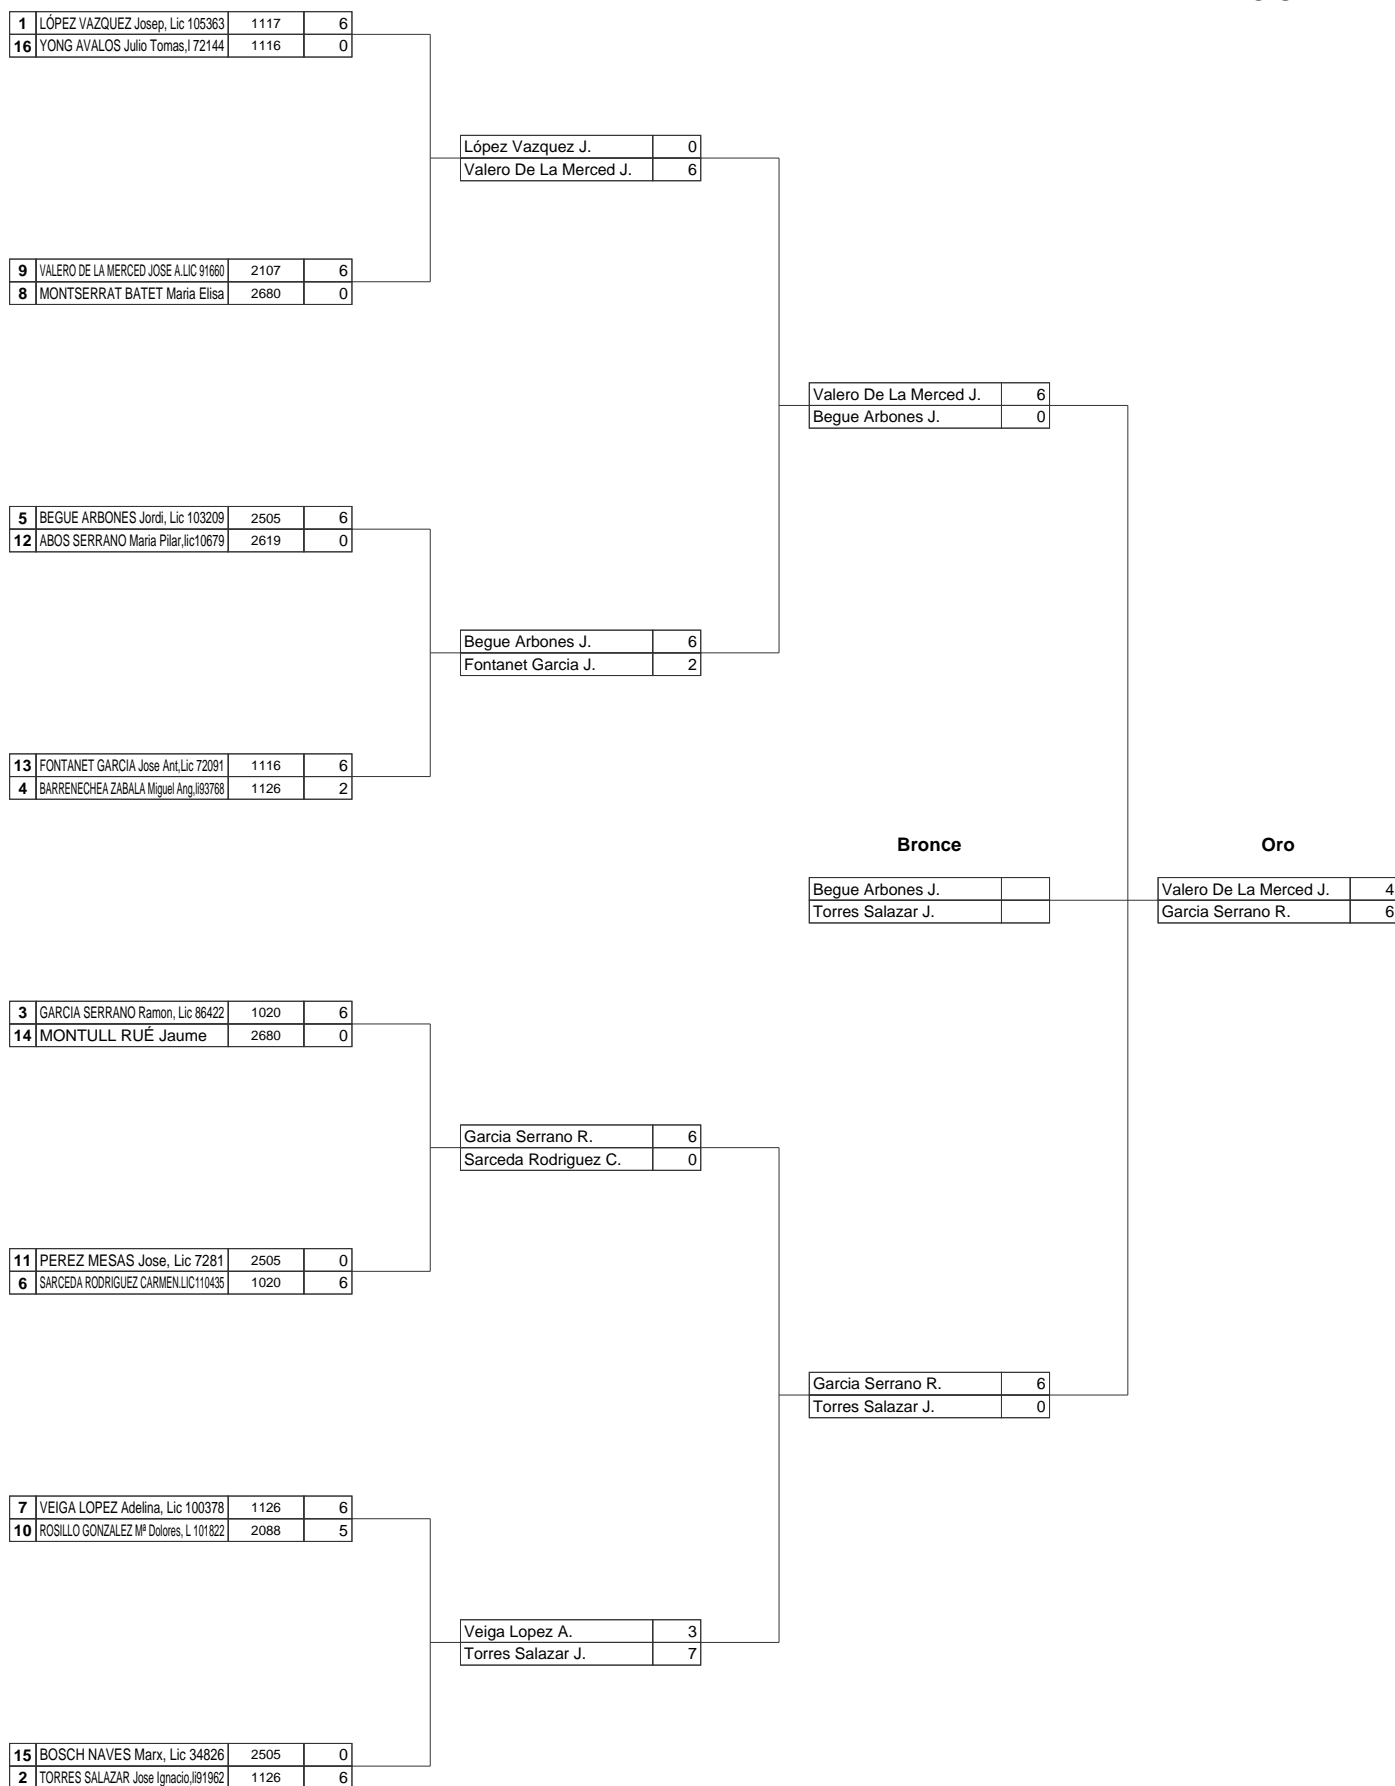 1 LÓPEZ VAZQUEZ Josep, Lic 105363 1117 6
16 YONG AVALOS Julio Tomas,l 72144 1116 0
López Vazquez J. 0
Valero De La Merced J. 6
9 VALERO DE LA MERCED JOSE A.LIC 91660 2107 6
8 MONTSERRAT BATET Maria Elisa 2680 0
Valero De La Merced J. 6
Begue Arbones J. 0
5 BEGUE ARBONES Jordi, Lic 103209 2505 6
12 ABOS SERRANO Maria Pilar,lic10679 2619 0
Begue Arbones J. 6
Fontanet Garcia J. 2
13 FONTANET GARCIA Jose Ant,Lic 72091 1116 6
4 BARRENECHEA ZABALA Miguel Ang,li93768 1126 2
Bronce Oro
Begue Arbones J. Valero De La Merced J. 4
Torres Salazar J. Garcia Serrano R. 6
3 GARCIA SERRANO Ramon, Lic 86422 1020 6
14 MONTULL RUÉ Jaume 2680 0
Garcia Serrano R. 6
Sarceda Rodriguez C. 0
11 PEREZ MESAS Jose, Lic 7281 2505 0
6 SARCEDA RODRIGUEZ CARMEN.LIC110435 1020 6
Garcia Serrano R. 6
Torres Salazar J. 0
7 VEIGA LOPEZ Adelina, Lic 100378 1126 6
10 ROSILLO GONZALEZ Mª Dolores, L 101822 2088 5
Veiga Lopez A. 3
Torres Salazar J. 7
15 BOSCH NAVES Marx, Lic 34826 2505 0
2 TORRES SALAZAR Jose Ignacio,li91962 1126 6